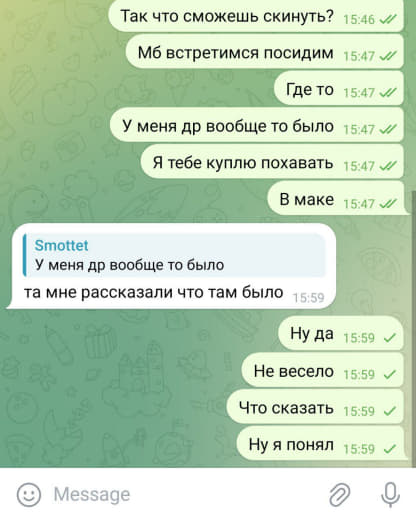 Так что сможешь скинуть? 15:46
Мб встретимся посидим 15:47
Где то 15:47
У меня др вообще то было 15:47
Я тебе куплю похавать 15:47
В маке 15:47
Smottet
У меня др вообще то было
та мне рассказали что там было 15:59
Ну да 15:59
Не весело 15:59
Что сказать 15:59
Ну я понял 15:59
Message